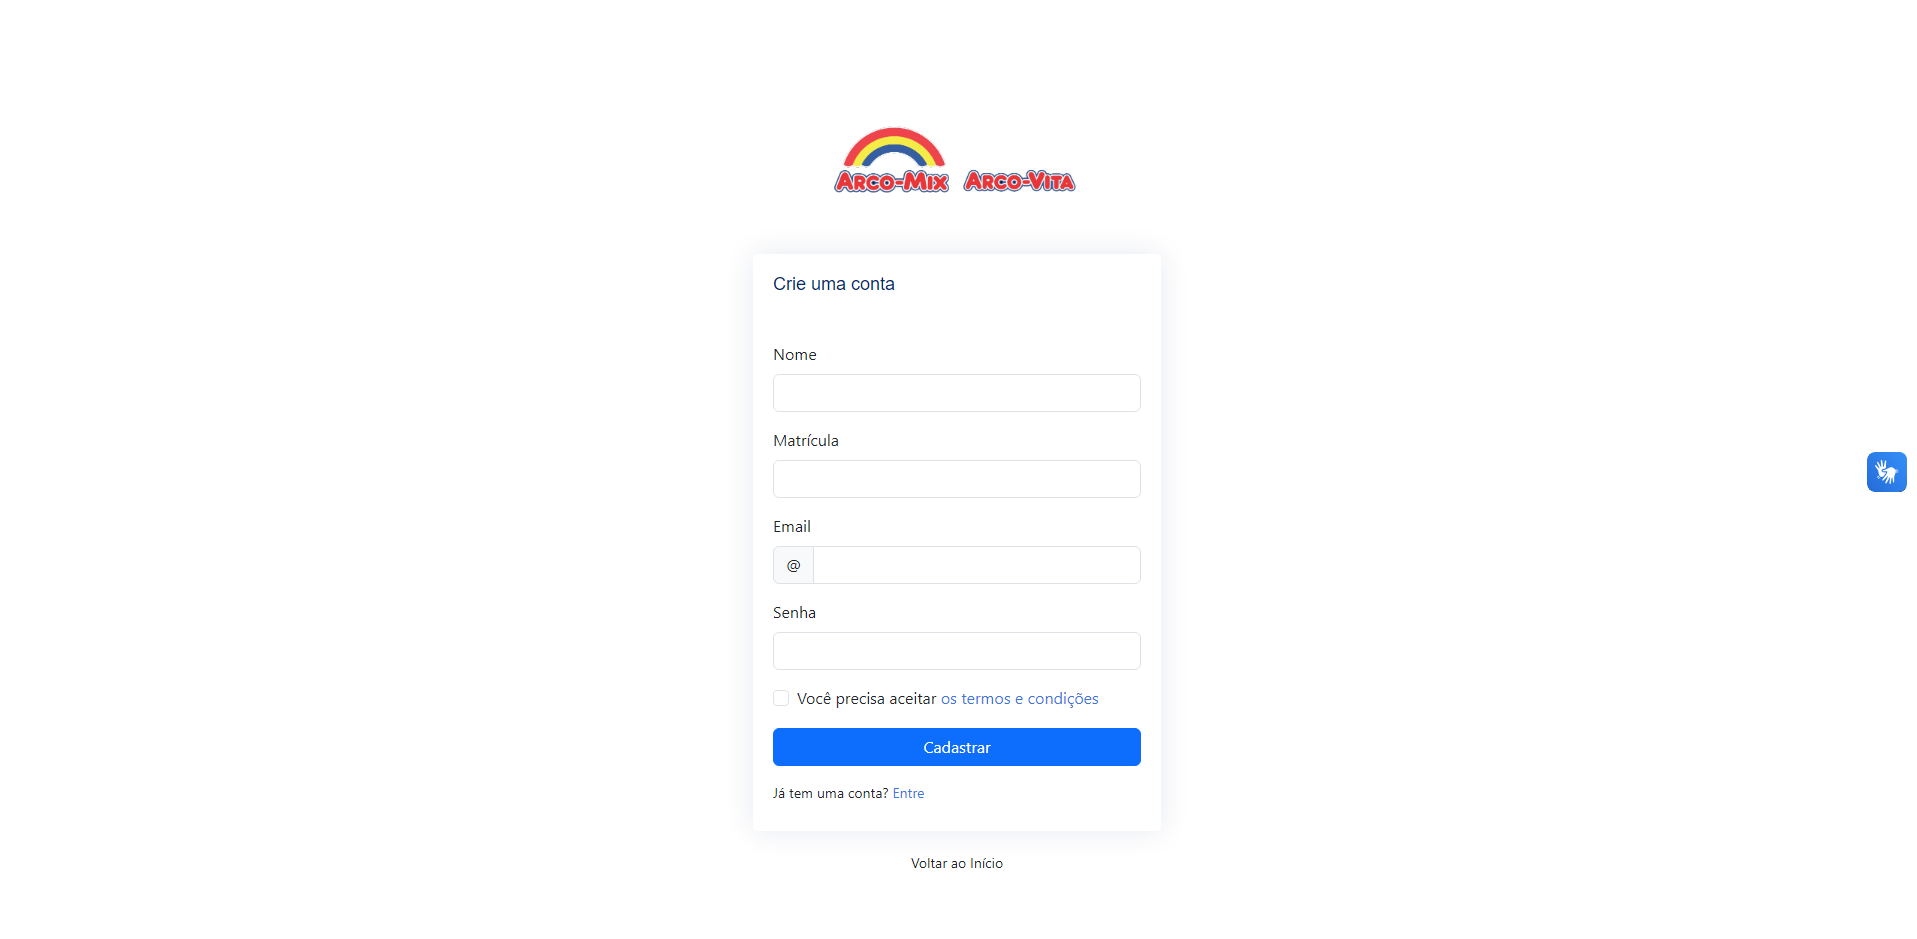 ARCO-MIX ARCO-VITA
Crie uma conta
Nome
Matrícula
Email
@
Senha
Você precisa aceitar os termos e condições
Cadastrar
Já tem uma conta? Entre
Voltar ao Início